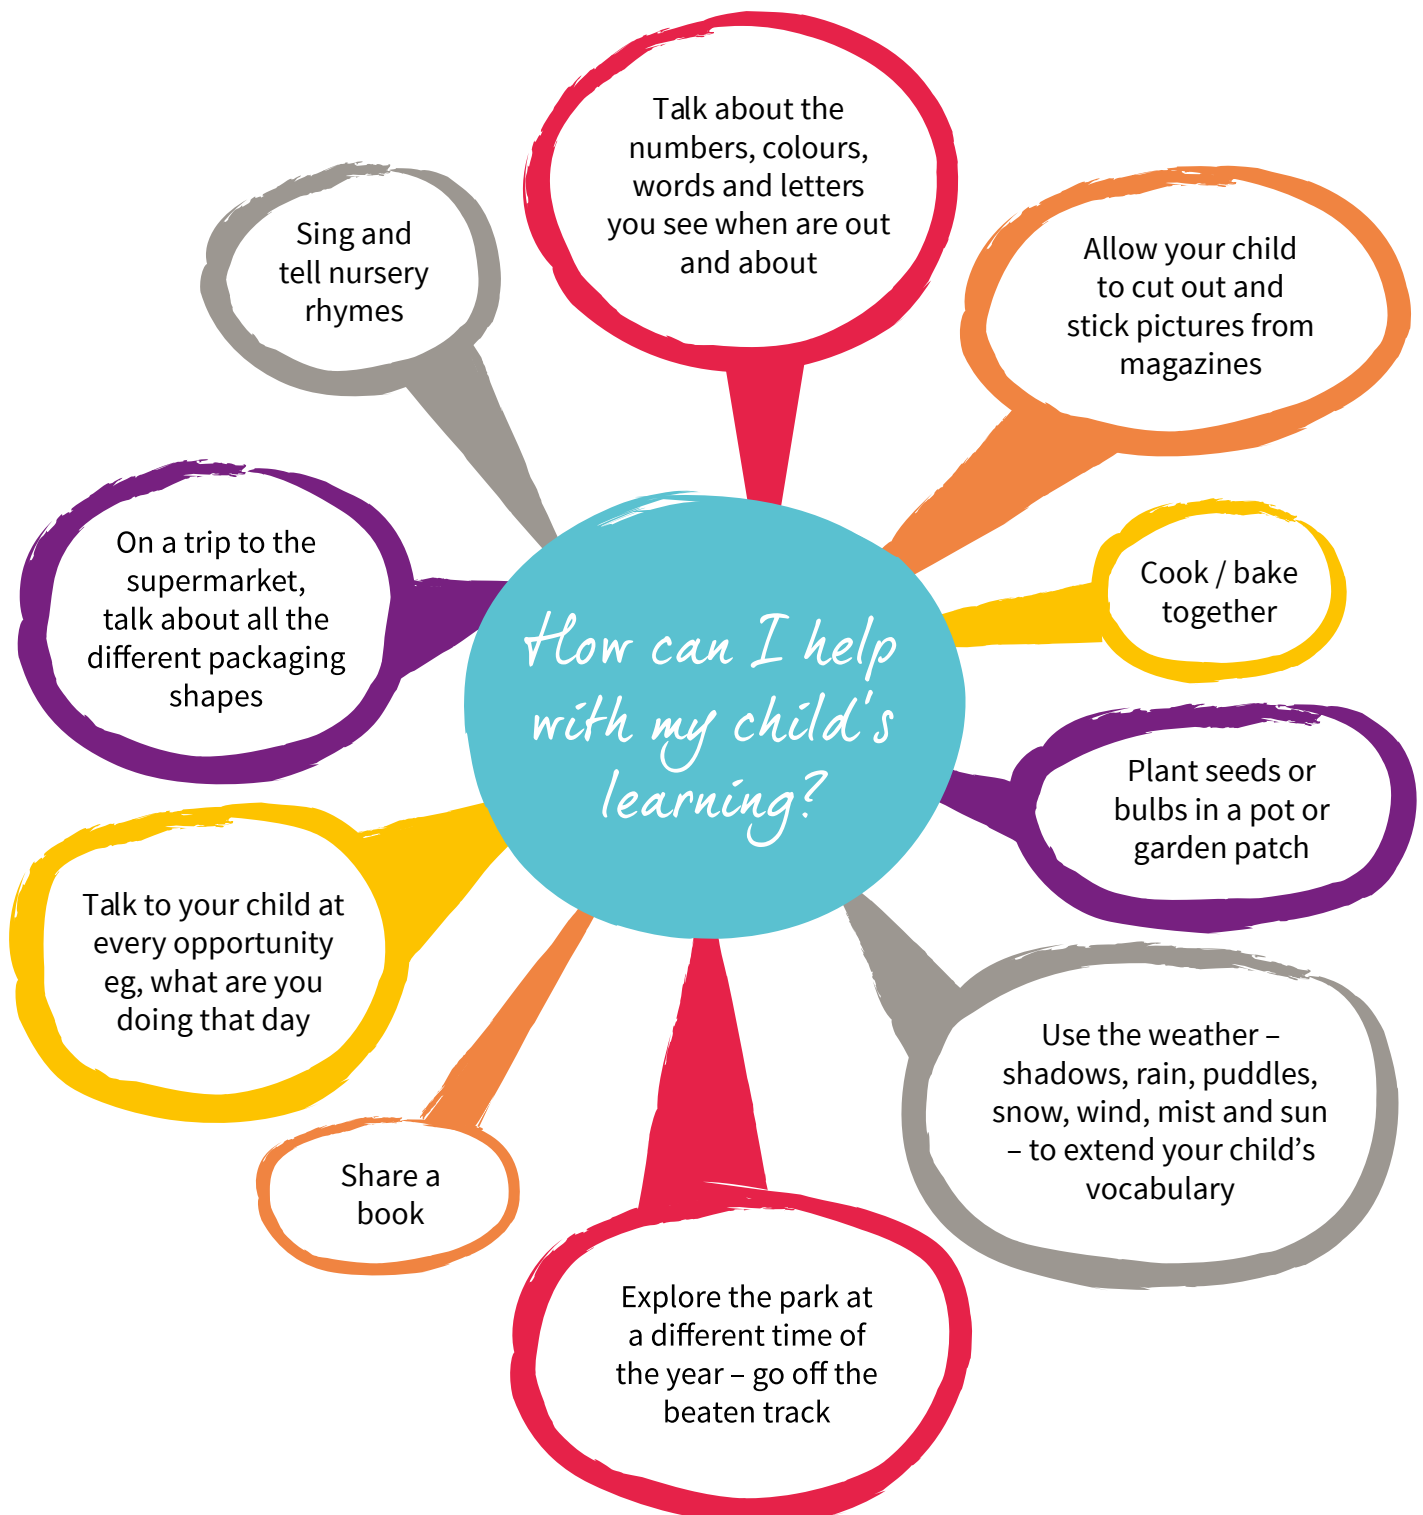 Talk about the
numbers, colours,
words and letters
you see when are out
and about
Sing and
tell nursery
rhymes
Allow your child
to cut out and
stick pictures from
magazines
On a trip to the
supermarket,
talk about all the
different packaging
shapes
Cook / bake
together
How can I help
with my child's
learning?
Plant seeds or
bulbs in a pot or
garden patch
Talk to your child at
every opportunity
eg, what are you
doing that day
Use the weather –
shadows, rain, puddles,
snow, wind, mist and sun
– to extend your child’s
vocabulary
Share a
book
Explore the park at
a different time of
the year – go off the
beaten track